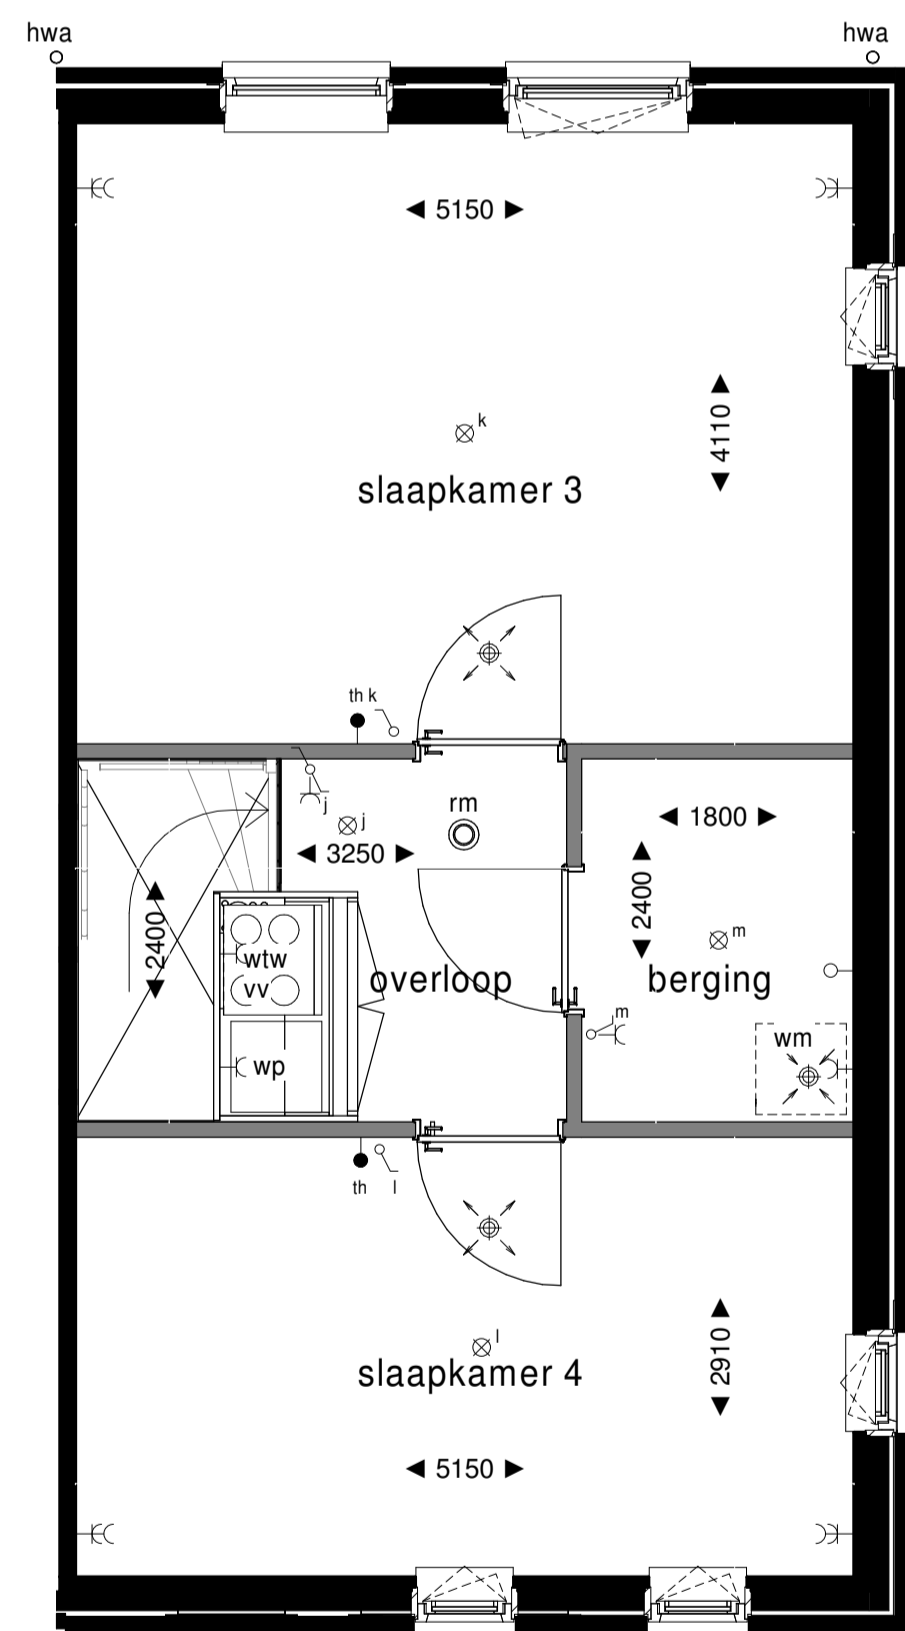 hwa hwa
5150
4110
k
slaapkamer 3
th k
j
j
rm
3250
1800
2400
2400
m
wtw
vv
overloop
berging
m
wp
wm
th l
l
slaapkamer 4
2910
5150